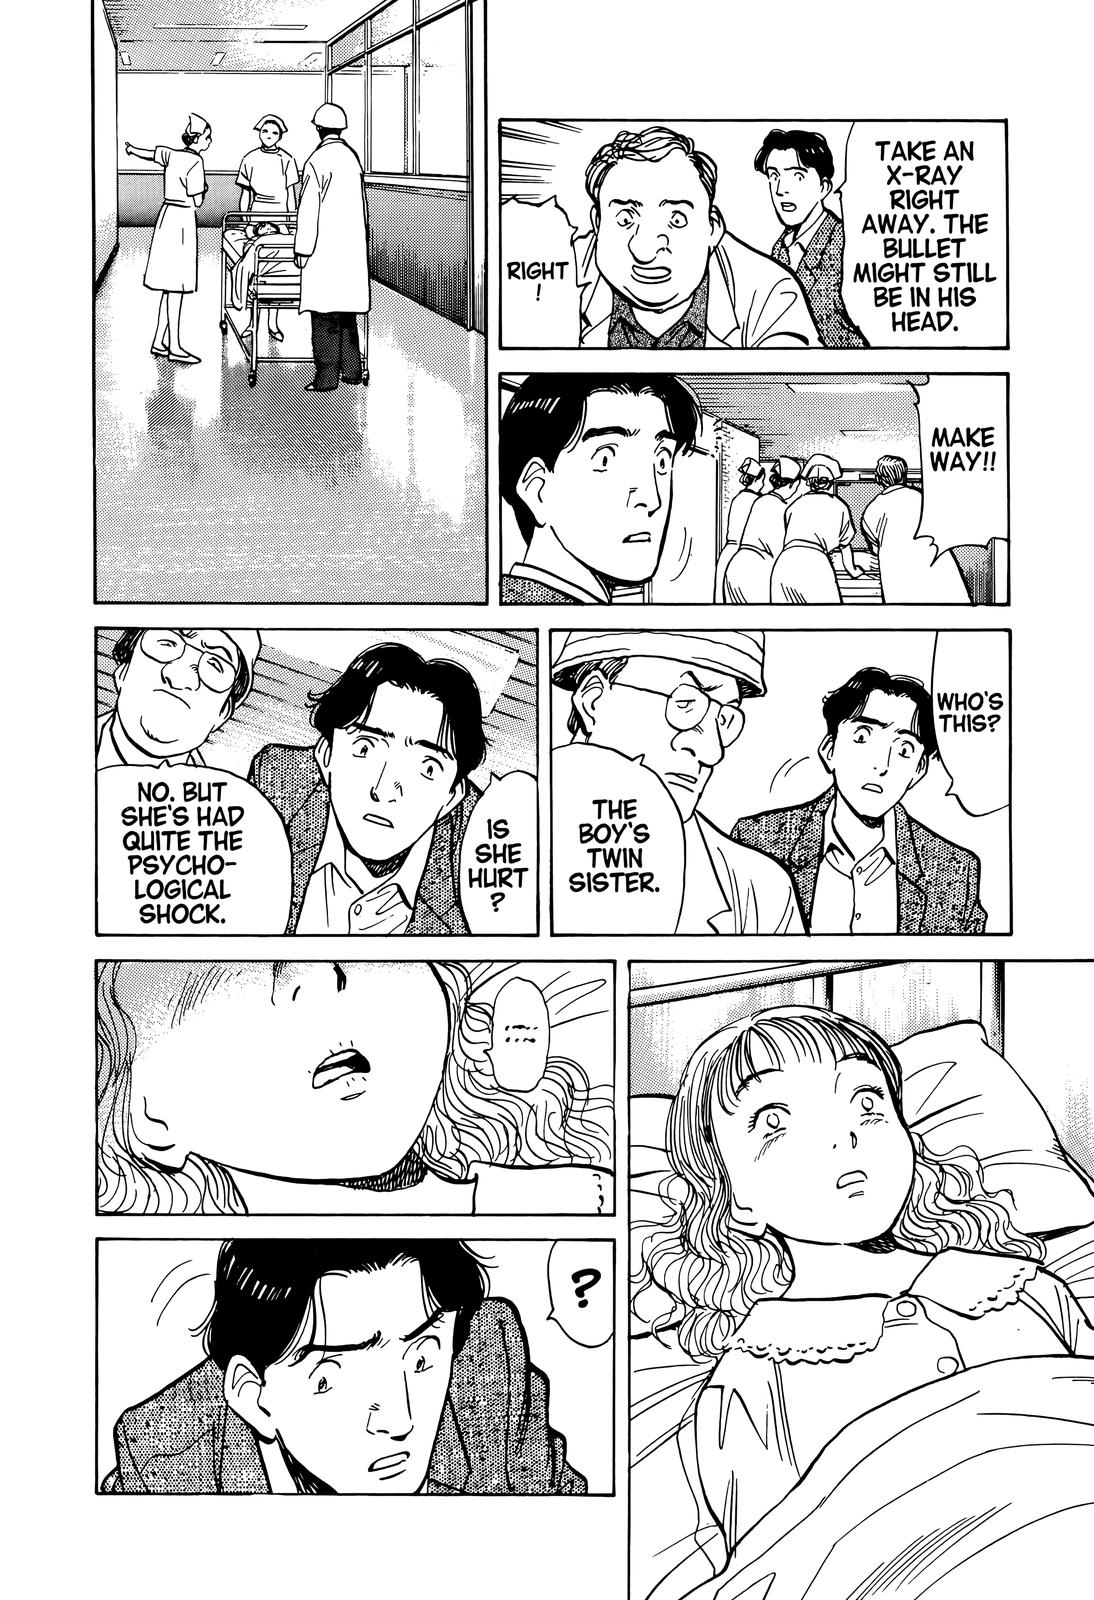 TAKE AN
X-RAY
RIGHT
AWAY. THE
BULLET
MIGHT STILL
BE IN HIS
HEAD.
RIGHT
!
MAKE
WAY!!
WHO'S
THIS?
THE
BOY'S
TWIN
SISTER.
IS
SHE
HURT
?
NO. BUT
SHE'S HAD
QUITE THE
PSYCHO-
LOGICAL
SHOCK.
......
?